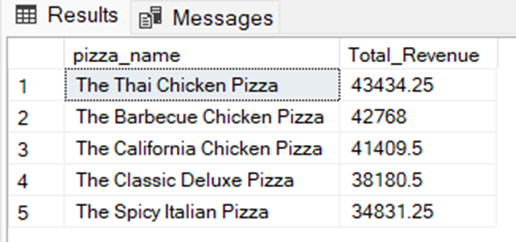 Results Messages
pizza_name Total_Revenue
1 The Thai Chicken Pizza 43434.25
2 The Barbecue Chicken Pizza 42768
3 The California Chicken Pizza 41409.5
4 The Classic Deluxe Pizza 38180.5
5 The Spicy Italian Pizza 34831.25